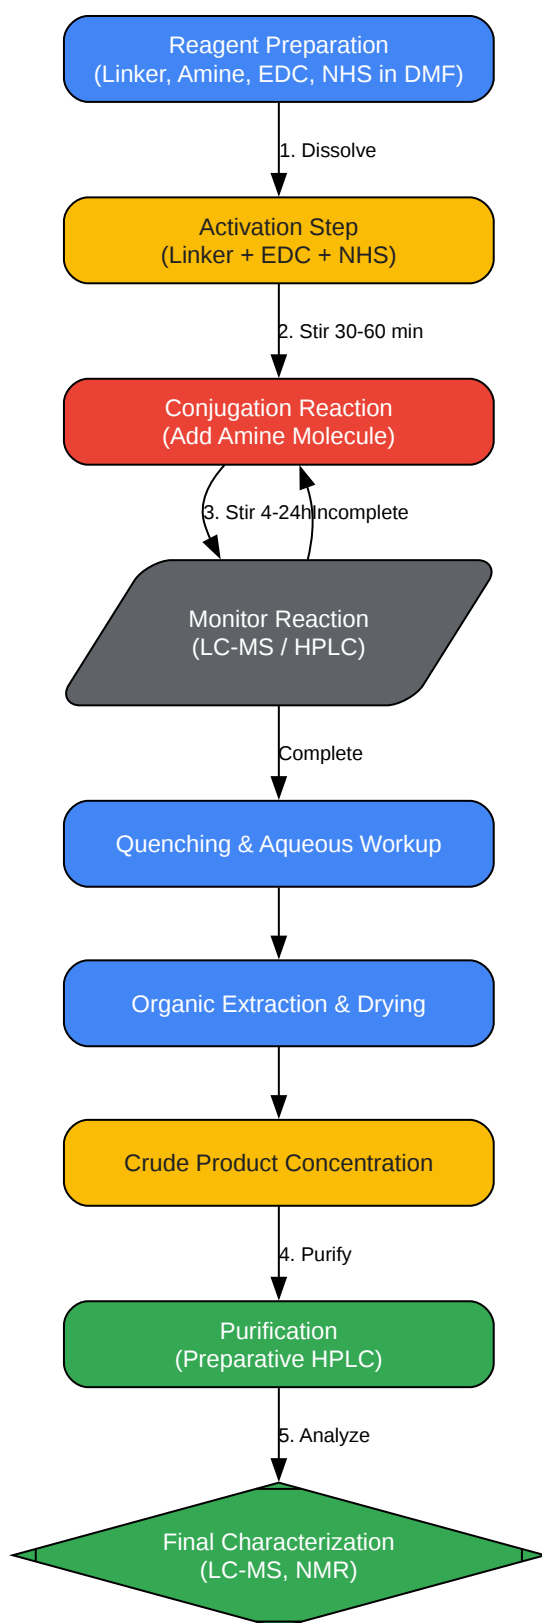 Reagent Preparation
(Linker, Amine, EDC, NHS in DMF)
1. Dissolve
Activation Step
(Linker + EDC + NHS)
2. Stir 30-60 min
Conjugation Reaction
(Add Amine Molecule)
3. Stir 4-24h
Incomplete
Monitor Reaction
(LC-MS / HPLC)
Complete
Quenching & Aqueous Workup
Organic Extraction & Drying
Crude Product Concentration
4. Purify
Purification
(Preparative HPLC)
5. Analyze
Final Characterization
(LC-MS, NMR)